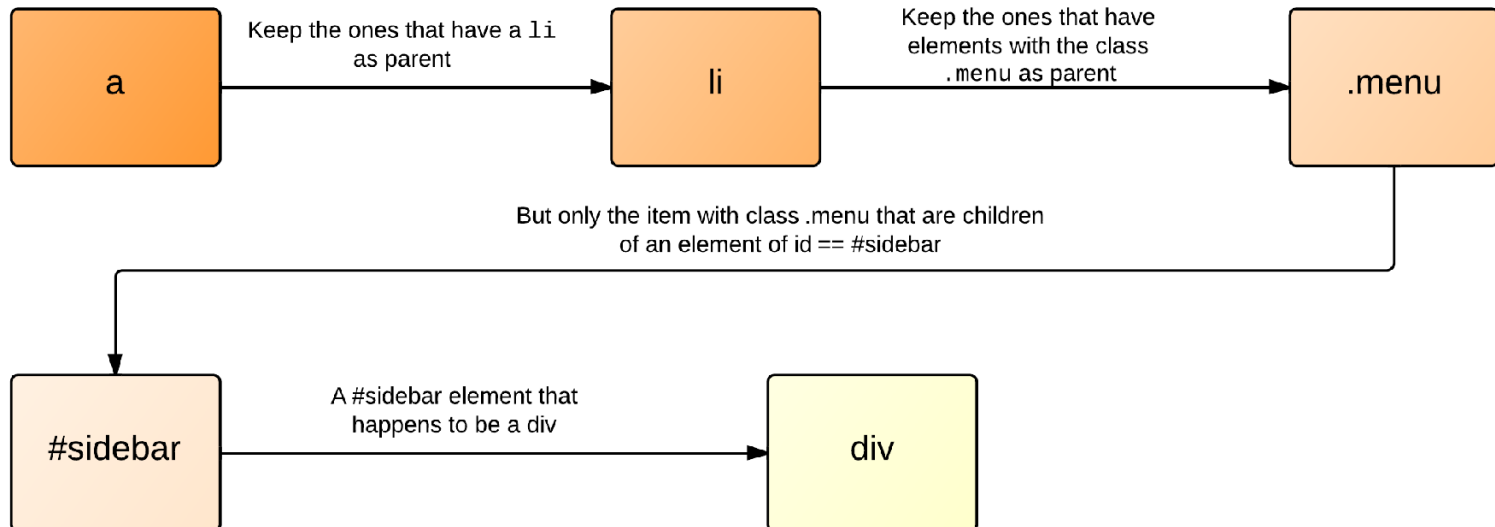 a
Keep the ones that have a li
as parent
li
Keep the ones that have
elements with the class
.menu as parent
.menu
But only the item with class .menu that are children
of an element of id == #sidebar
#sidebar
A #sidebar element that
happens to be a div
div